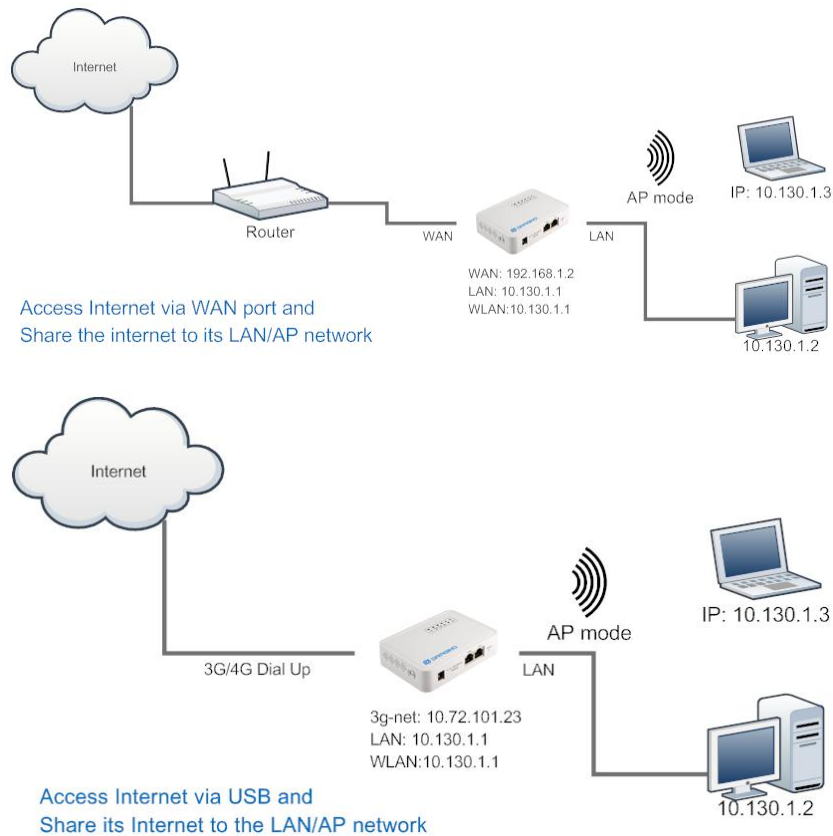 Internet
AP mode
IP: 10.130.1.3
Router
WAN
LAN
WAN: 192.168.1.2
LAN: 10.130.1.1
WLAN:10.130.1.1
Access Internet via WAN port and
Share the internet to its LAN/AP network
10.130.1.2
Internet
AP mode
IP: 10.130.1.3
3G/4G Dial Up
LAN
3g-net: 10.72.101.23
LAN: 10.130.1.1
WLAN:10.130.1.1
Access Internet via USB and
Share its Internet to the LAN/AP network
10.130.1.2